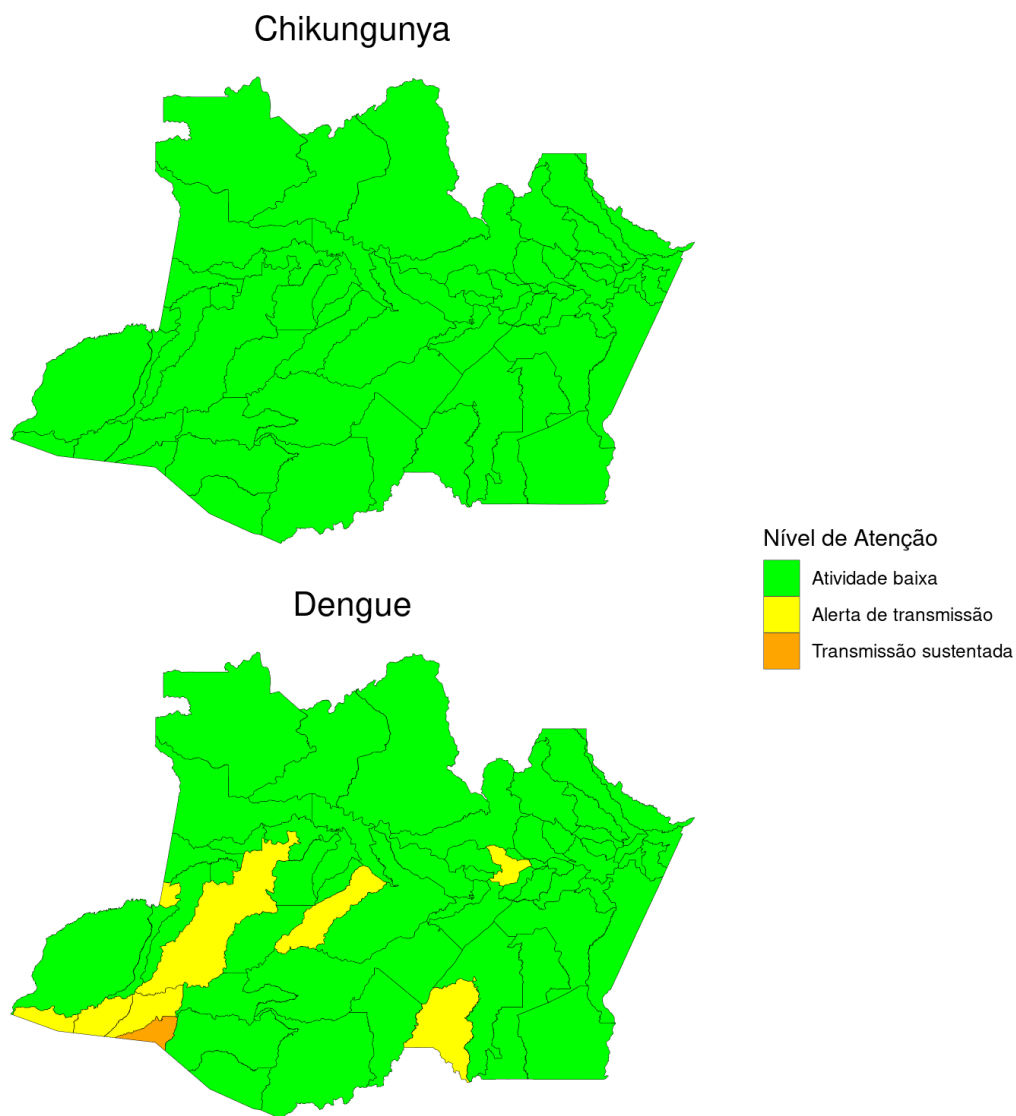 Chikungunya
Nível de Atenção
Atividade baixa
Alerta de transmissão
Transmissão sustentada
Dengue